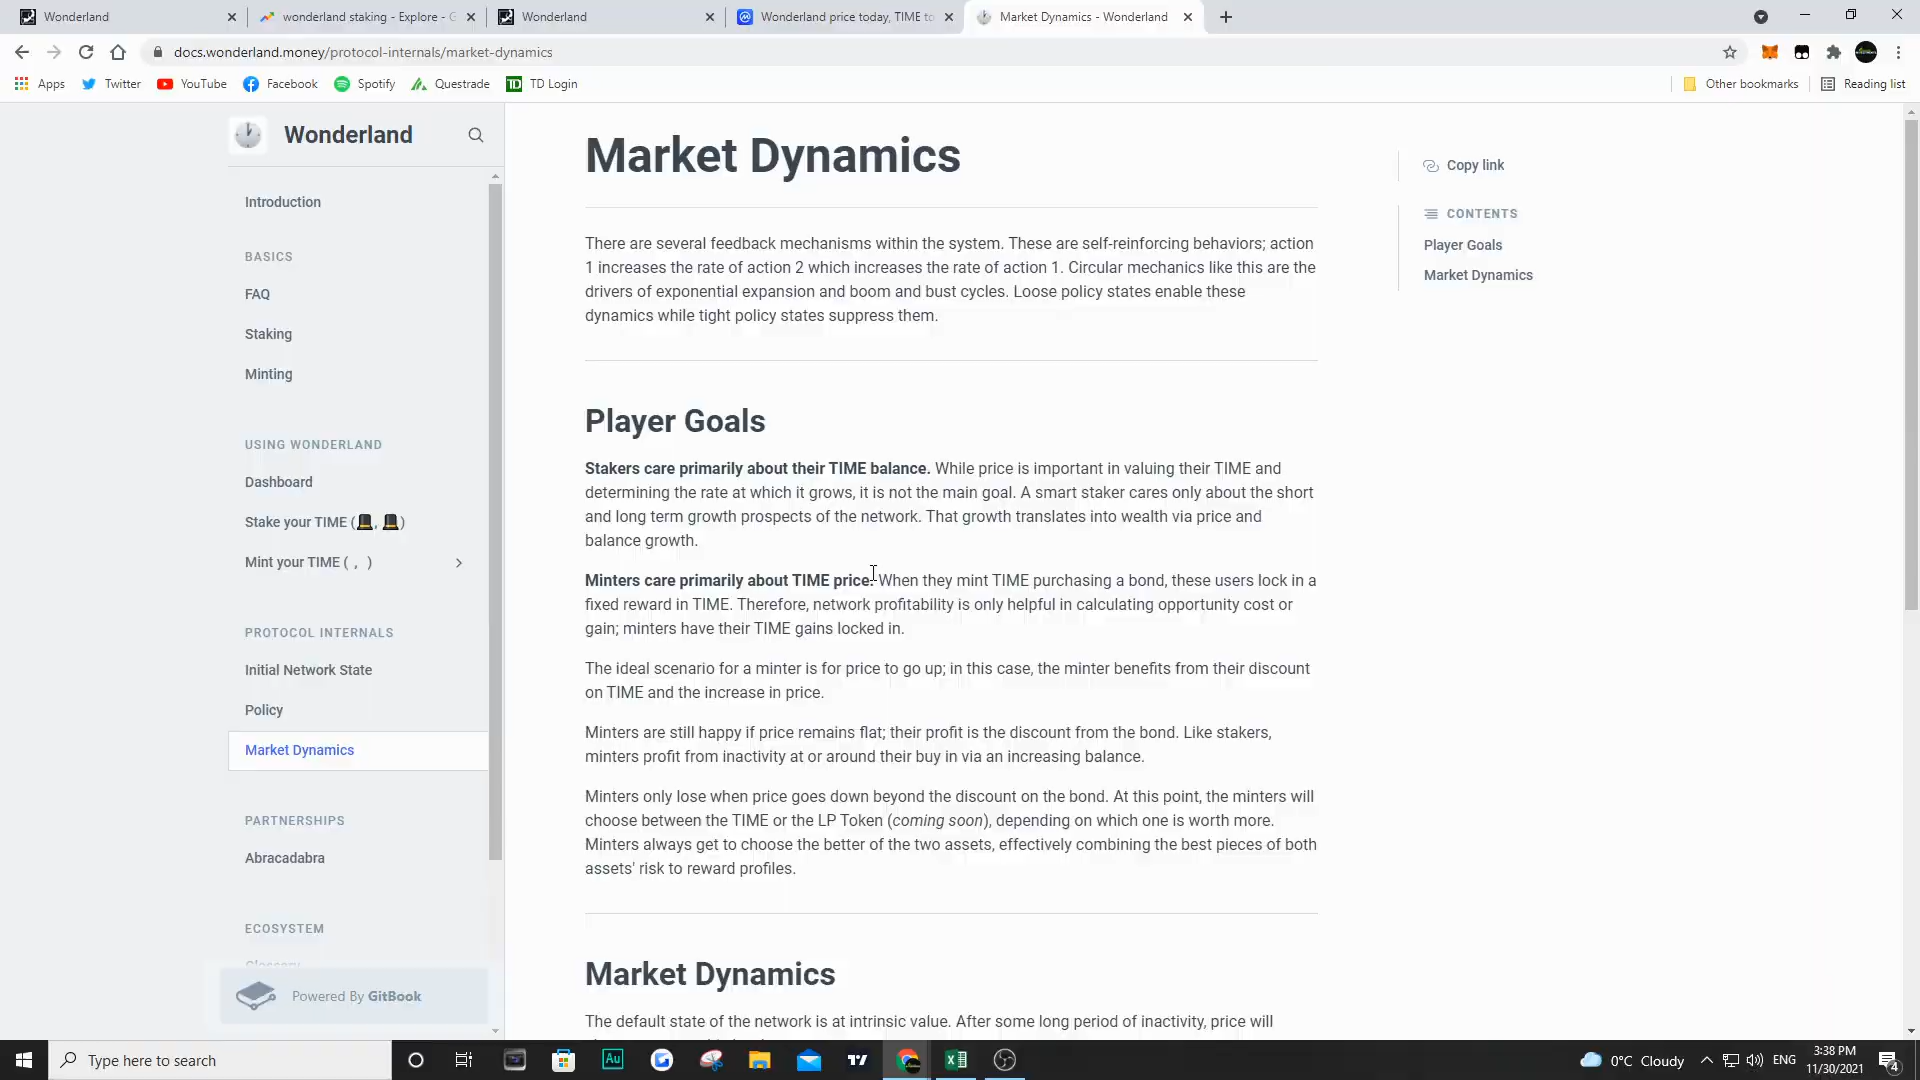 Wonderland
wonderland staking - Explore - G
Wonderland
Wonderland price today, TIME to
Market Dynamics - Wonderland
docs.wonderland.money/protocol-internals/market-dynamics
Apps
Twitter
YouTube
Facebook
Spotify
Questrade
TD Login
Other bookmarks
Reading list
Wonderland
Introduction
BASICS
FAQ
Staking
Minting
USING WONDERLAND
Dashboard
Stake your TIME (🎩, 🎩)
Mint your TIME ( , )
PROTOCOL INTERNALS
Initial Network State
Policy
Market Dynamics
PARTNERSHIPS
Abracadabra
ECOSYSTEM
Glossary
Powered By GitBook
Market Dynamics
There are several feedback mechanisms within the system. These are self-reinforcing behaviors; action
1 increases the rate of action 2 which increases the rate of action 1. Circular mechanics like this are the
drivers of exponential expansion and boom and bust cycles. Loose policy states enable these
dynamics while tight policy states suppress them.
Player Goals
Stakers care primarily about their TIME balance. While price is important in valuing their TIME and
determining the rate at which it grows, it is not the main goal. A smart staker cares only about the short
and long term growth prospects of the network. That growth translates into wealth via price and
balance growth.
Minters care primarily about TIME price. When they mint TIME purchasing a bond, these users lock in a
fixed reward in TIME. Therefore, network profitability is only helpful in calculating opportunity cost or
gain; minters have their TIME gains locked in.
The ideal scenario for a minter is for price to go up; in this case, the minter benefits from their discount
on TIME and the increase in price.
Minters are still happy if price remains flat; their profit is the discount from the bond. Like stakers,
minters profit from inactivity at or around their buy in via an increasing balance.
Minters only lose when price goes down beyond the discount on the bond. At this point, the minters will
choose between the TIME or the LP Token (coming soon), depending on which one is worth more.
Minters always get to choose the better of the two assets, effectively combining the best pieces of both
assets' risk to reward profiles.
Market Dynamics
The default state of the network is at intrinsic value. After some long period of inactivity, price will
Copy link
CONTENTS
Player Goals
Market Dynamics
Type here to search
Au
0°C Cloudy
ENG
3:38 PM
11/30/2021
4